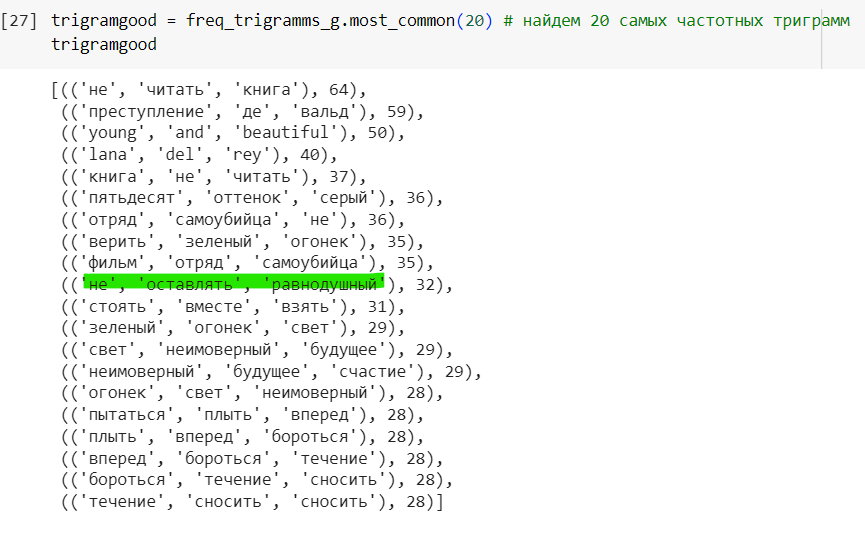 [27] trigramgood = freq_trigramms_g.most_common(20) # найдем 20 самых частотных триграмм
trigramgood
[(('не', 'читать', 'книга'), 64),
(('преступление', 'де', 'вальд'), 59),
(('young', 'and', 'beautiful'), 50),
(('lana', 'del', 'rey'), 40),
(('книга', 'не', 'читать'), 37),
(('пятьдесят', 'оттенок', 'серый'), 36),
(('отряд', 'самоубийца', 'не'), 36),
(('верить', 'зеленый', 'огонек'), 35),
(('фильм', 'отряд', 'самоубийца'), 35),
(('не', 'оставлять', 'равнодушный'), 32),
(('стоять', 'вместе', 'взять'), 31),
(('зеленый', 'огонек', 'свет'), 29),
(('свет', 'неимоверный', 'будущее'), 29),
(('неимоверный', 'будущее', 'счастие'), 29),
(('огонек', 'свет', 'неимоверный'), 28),
(('пытаться', 'плыть', 'вперед'), 28),
(('плыть', 'вперед', 'бороться'), 28),
(('вперед', 'бороться', 'течение'), 28),
(('бороться', 'течение', 'сносить'), 28),
(('течение', 'сносить', 'сносить'), 28)]